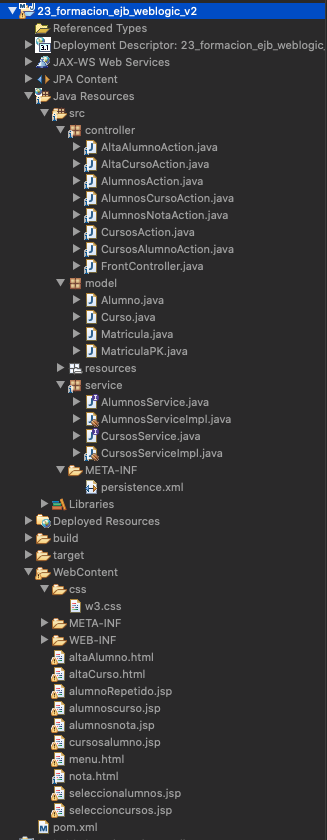 23_formacion_ejb_weblogic_v2
Referenced Types
Deployment Descriptor: 23_formacion_ejb_weblogic_
JAX-WS Web Services
JPA Content
Java Resources
src
controller
AltaAlumnoAction.java
AltaCursoAction.java
AlumnosAction.java
AlumnosCursoAction.java
AlumnosNotaAction.java
CursosAction.java
CursosAlumnoAction.java
FrontController.java
model
Alumno.java
Curso.java
Matricula.java
MatriculaPK.java
resources
service
AlumnosService.java
AlumnosServiceImpl.java
CursosService.java
CursosServiceImpl.java
META-INF
persistence.xml
Libraries
Deployed Resources
build
target
WebContent
css
w3.css
META-INF
WEB-INF
altaAlumno.html
altaCurso.html
alumnoRepetido.jsp
alumnoscurso.jsp
alumnosnota.jsp
cursosalumno.jsp
menu.html
nota.html
seleccionalumnos.jsp
seleccioncursos.jsp
pom.xml